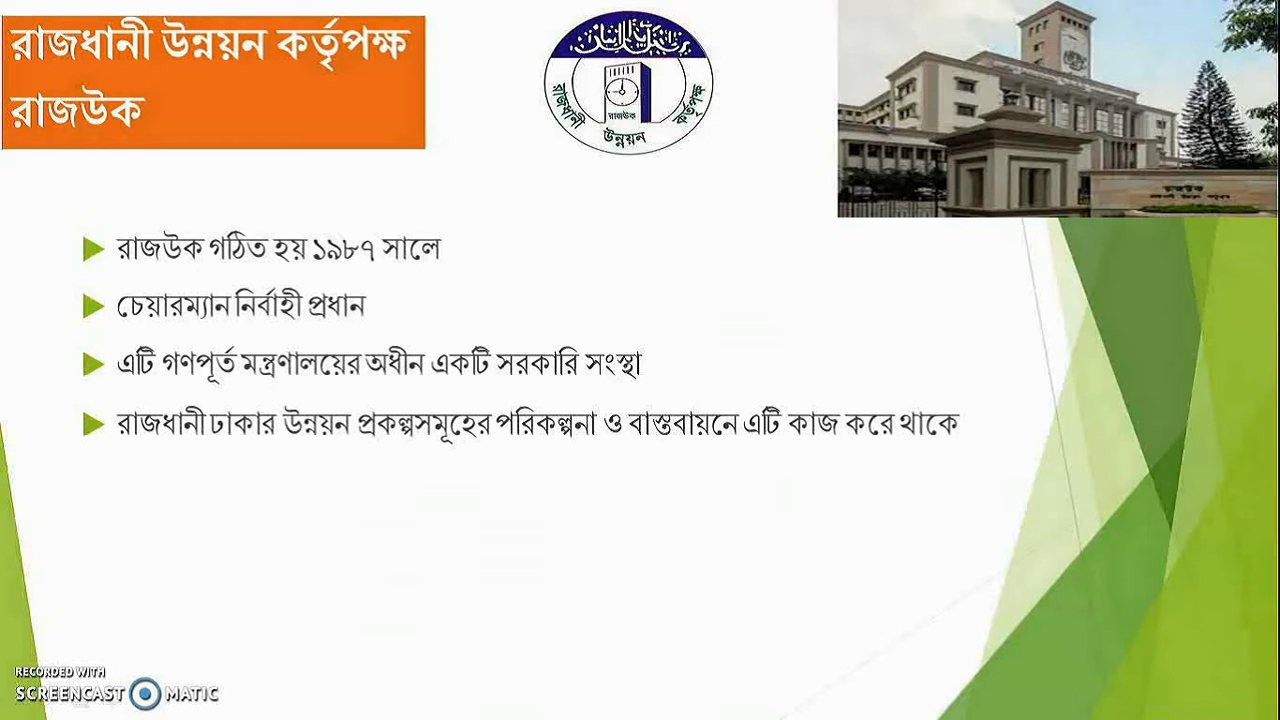 রাজধানী উন্নয়ন কর্তৃপক্ষ
রাজউক
রাজধানী উন্নয়ন কর্তৃপক্ষ
রাজউক
রাজউক
রাজউক গঠিত হয় ১৯৮৭ সালে
চেয়ারম্যান নির্বাহী প্রধান
এটি গণপূর্ত মন্ত্রণালয়ের অধীন একটি সরকারি সংস্থা
রাজধানী ঢাকার উন্নয়ন প্রকল্পসমূহের পরিকল্পনা ও বাস্তবায়নে এটি কাজ করে থাকে
RECORDED WITH
SCREENCAST MATIC